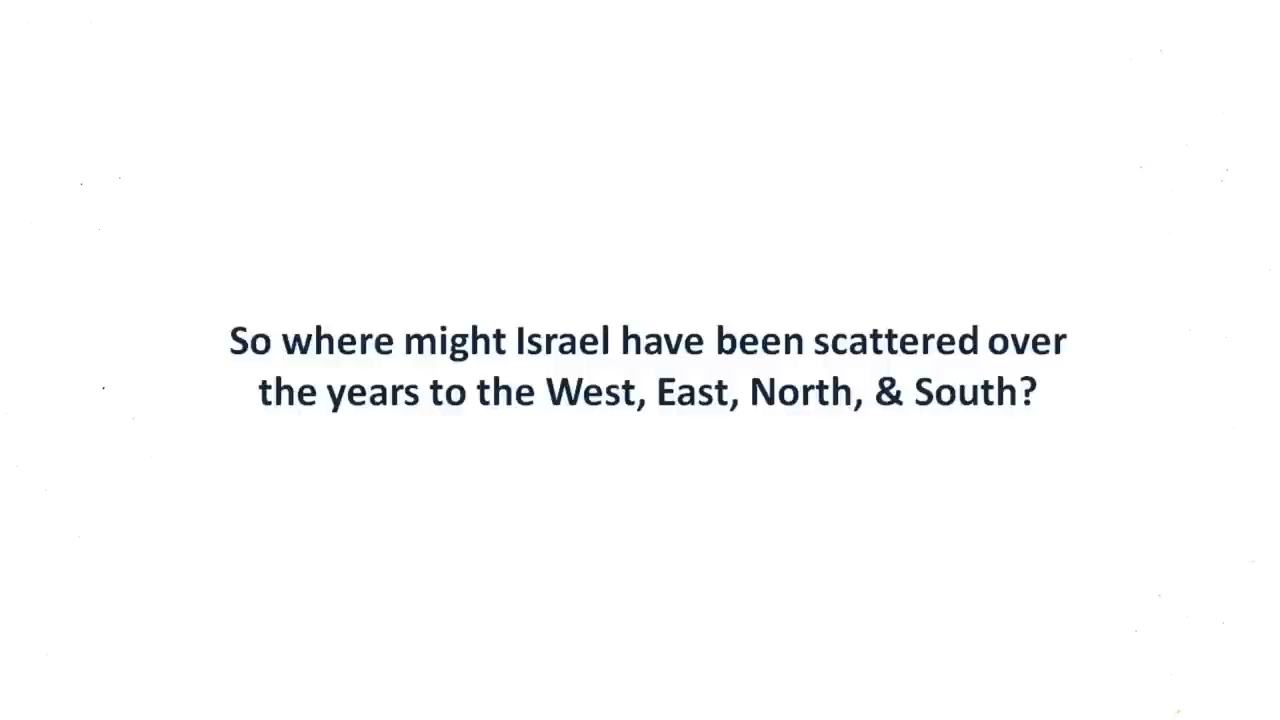 So where might Israel have been scattered over
the years to the West, East, North, & South?